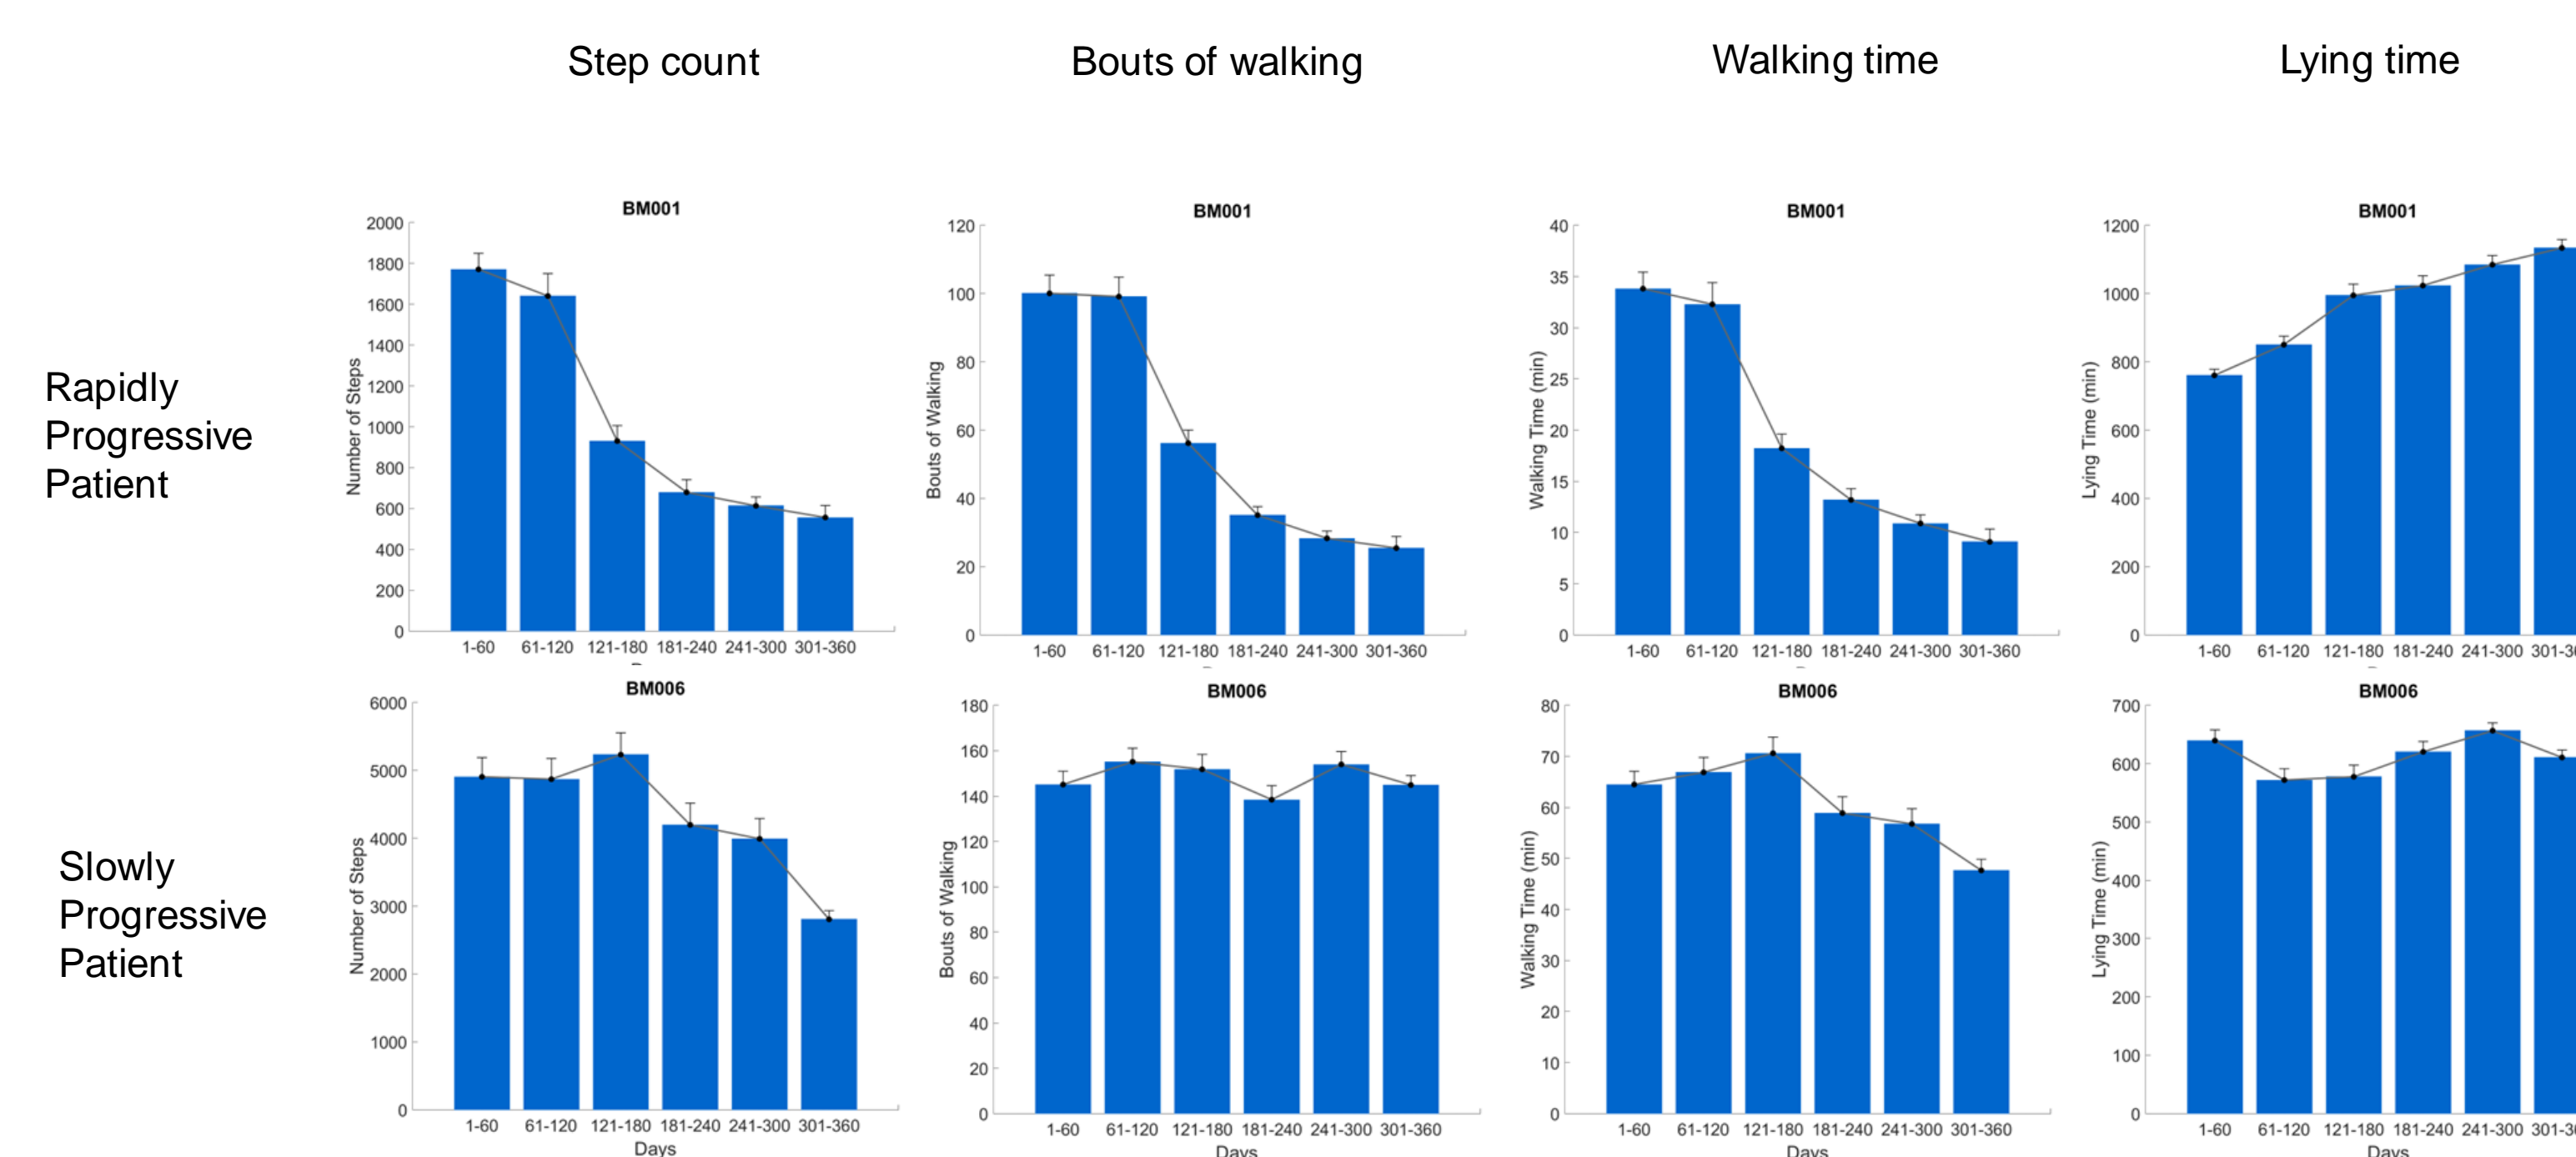 Step count
Bouts of walking
Walking time
Lying time
Rapidly
Progressive
Patient
BM001
2000
1800
1600
1400
1200
1000
800
600
400
200
0
Number of Steps
1-60 61-120 121-180 181-240 241-300 301-360
BM001
120
100
80
60
40
20
0
Bouts of Walking
1-60 61-120 121-180 181-240 241-300 301-360
BM001
40
35
30
25
20
15
10
5
0
Walking Time (min)
1-60 61-120 121-180 181-240 241-300 301-360
BM001
1200
1000
800
600
400
200
0
Lying Time (min)
1-60 61-120 121-180 181-240 241-300
Slowly
Progressive
Patient
BM006
6000
5000
4000
3000
2000
1000
0
Number of Steps
1-60 61-120 121-180 181-240 241-300 301-360
Days
BM006
180
160
140
120
100
80
60
40
20
0
Bouts of Walking
1-60 61-120 121-180 181-240 241-300 301-360
Days
BM006
80
70
60
50
40
30
20
10
0
Walking Time (min)
1-60 61-120 121-180 181-240 241-300 301-360
Days
BM006
700
600
500
400
300
200
100
0
Lying Time (min)
1-60 61-120 121-180 181-240 241-300
Days